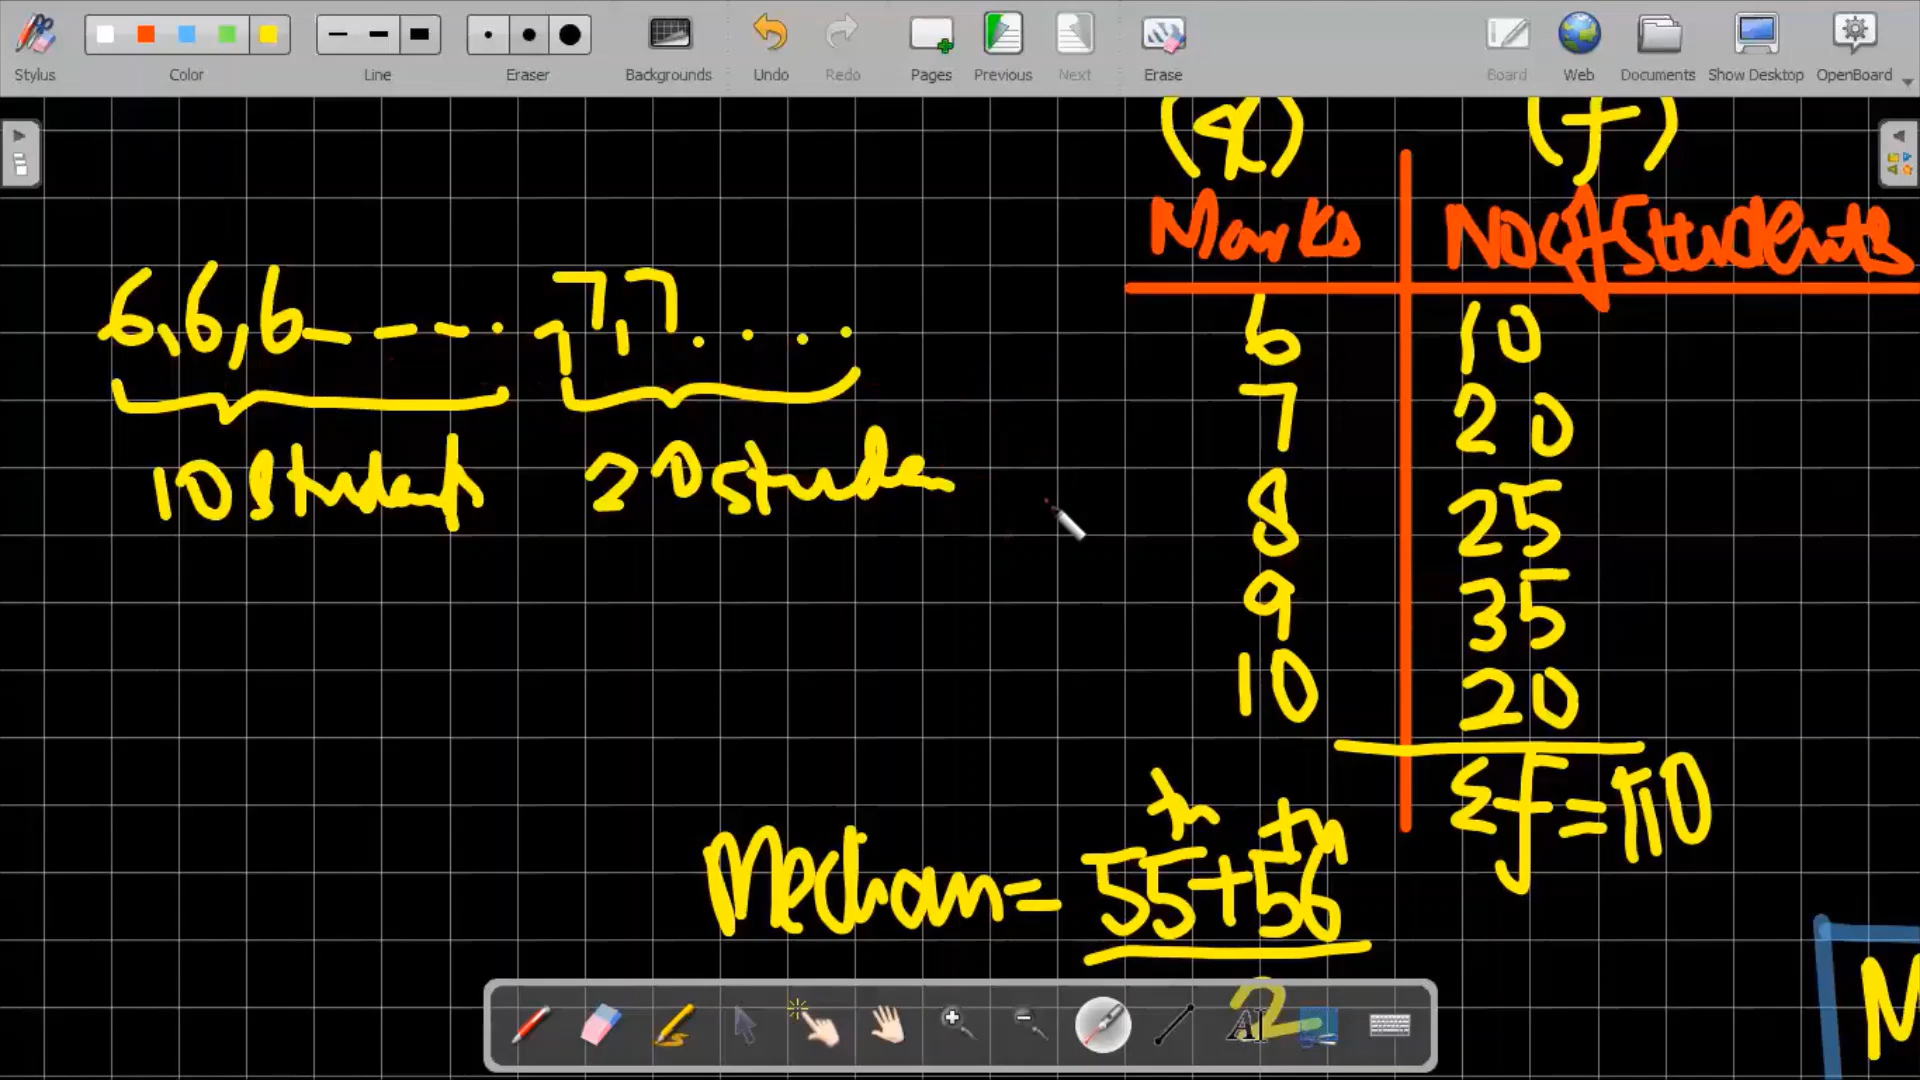 Stylus Color Line Eraser Backgrounds Undo Redo Pages Previous Next Erase Board Web Documents Show Desktop OpenBoard
(x) (f)
Marks No of Students
6 10
7 20
8 25
9 35
10 20
Σf = 110
6, 6, 6 - - - - . , 7, 7 . . . .
10 Students 20 Studen
Median = 55th + 56th
2
M